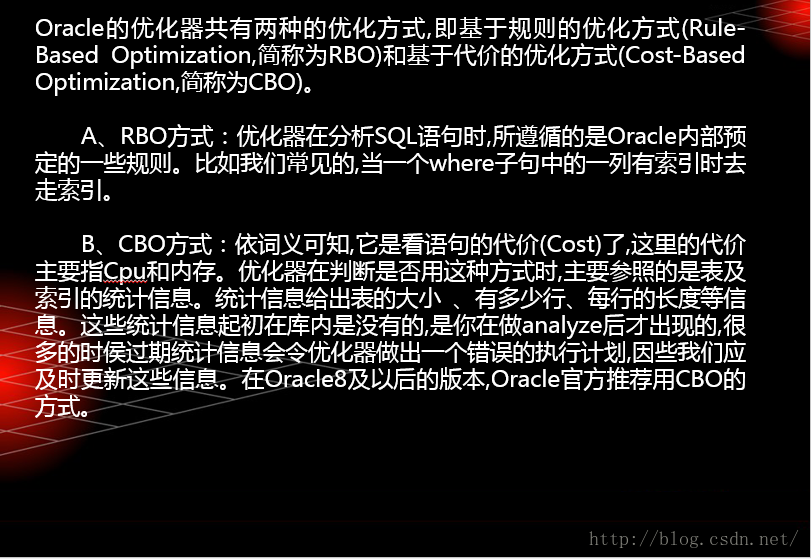 Oracle的优化器共有两种的优化方式,即基于规则的优化方式(Rule-
Based Optimization,简称为RBO)和基于代价的优化方式(Cost-Based
Optimization,简称为CBO)。
A、RBO方式：优化器在分析SQL语句时,所遵循的是Oracle内部预
定的一些规则。比如我们常见的,当一个where子句中的一列有索引时去
走索引。
B、CBO方式：依词义可知,它是看语句的代价(Cost)了,这里的代价
主要指Cpu和内存。优化器在判断是否用这种方式时,主要参照的是表及
索引的统计信息。统计信息给出表的大小 、有多少行、每行的长度等信
息。这些统计信息起初在库内是没有的,是你在做analyze后才出现的,很
多的时侯过期统计信息会令优化器做出一个错误的执行计划,因些我们应
及时更新这些信息。在Oracle8及以后的版本,Oracle官方推荐用CBO的
方式。
http://blog.csdn.net/